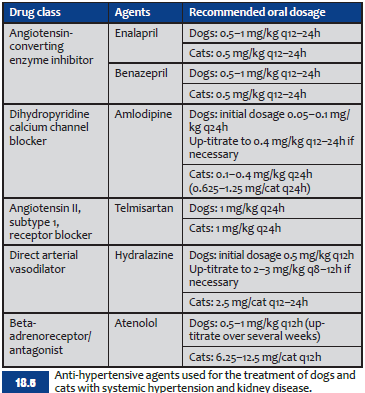 Drug class Agents Recommended oral dosage
Angiotensin-
converting
enzyme inhibitor
Enalapril
Dogs: 0.5–1 mg/kg q12–24h
Cats: 0.5 mg/kg q12–24h
Benazepril
Dogs: 0.5–1 mg/kg q12–24h
Cats: 0.5 mg/kg q12–24h
Dihydropyridine
calcium channel
blocker
Amlodipine
Dogs: initial dosage 0.05–0.1 mg/
kg q24h
Up-titrate to 0.4 mg/kg q12–24h if
necessary
Cats: 0.1–0.4 mg/kg q24h
(0.625–1.25 mg/cat q24h)
Angiotensin II,
subtype 1,
receptor blocker
Telmisartan
Dogs: 1 mg/kg q24h
Cats: 1 mg/kg q24h
Direct arterial
vasodilator
Hydralazine
Dogs: initial dosage 0.5 mg/kg q12h
Up-titrate to 2–3 mg/kg q8–12h if
necessary
Cats: 2.5 mg/cat q12–24h
Beta-
adrenoreceptor/
antagonist
Atenolol
Dogs: 0.5–1 mg/kg q12h (up-
titrate over several weeks)
Cats: 6.25–12.5 mg/cat q12h
18.5 Anti-hypertensive agents used for the treatment of dogs and
cats with systemic hypertension and kidney disease.